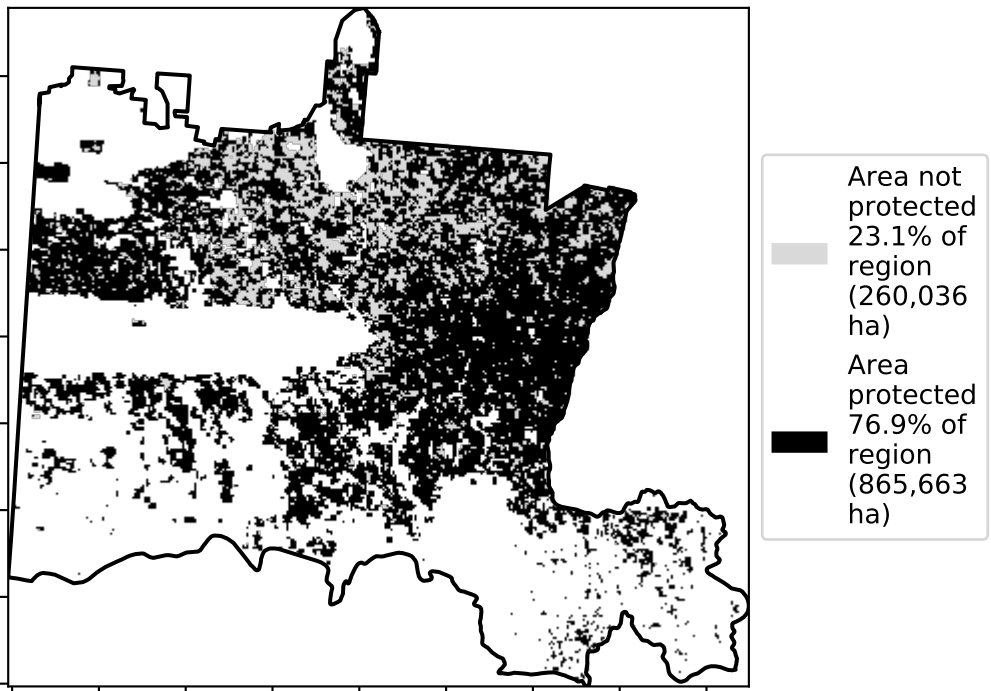 Area not
protected
23.1% of
region
(260,036
ha)
Area
protected
76.9% of
region
(865,663
ha)